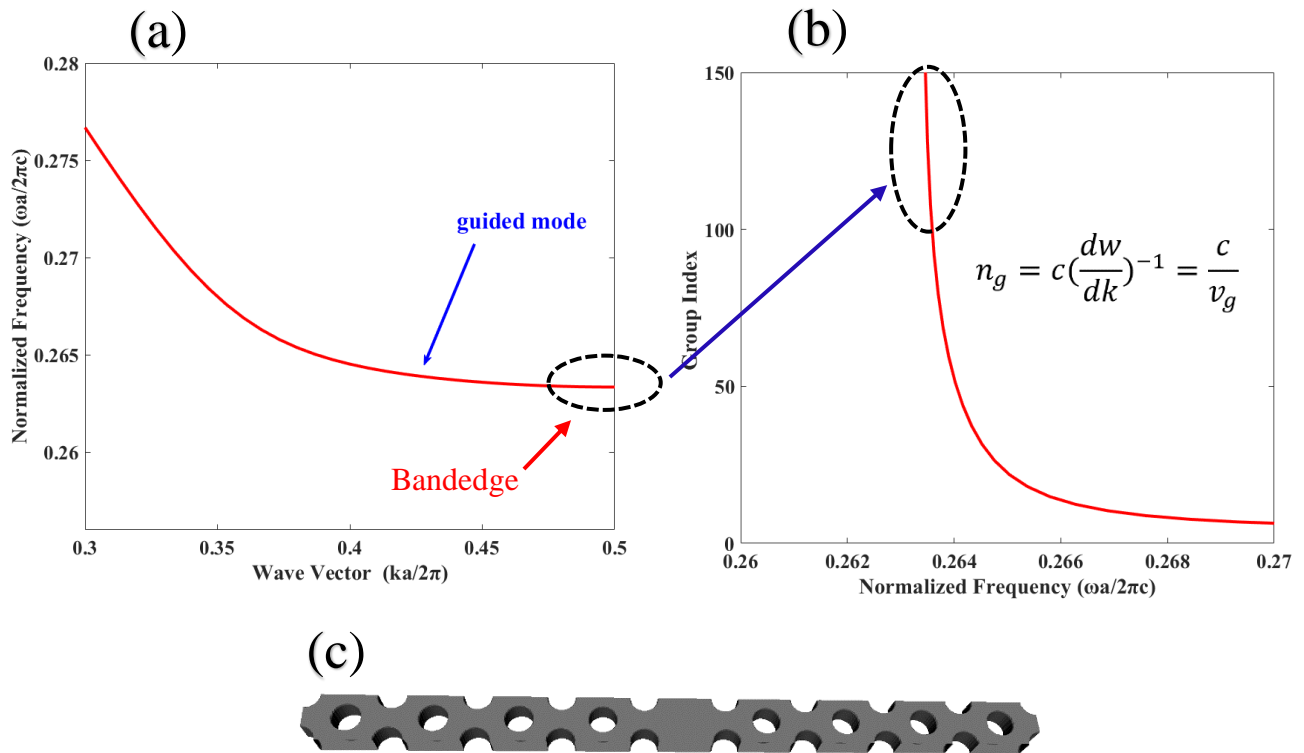 (a)
0.28
0.275
0.27
0.265
0.26
0.3
0.35
0.4
0.45
0.5
Normalized Frequency (ωa/2πc)
Wave Vector (ka/2π)
guided mode
Bandedge
(b)
150
100
50
0
0.26
0.262
0.264
0.266
0.268
0.27
Group Index
Normalized Frequency (ωa/2πc)
n_g = c(dw/dk)^{-1} = c/v_g
(c)